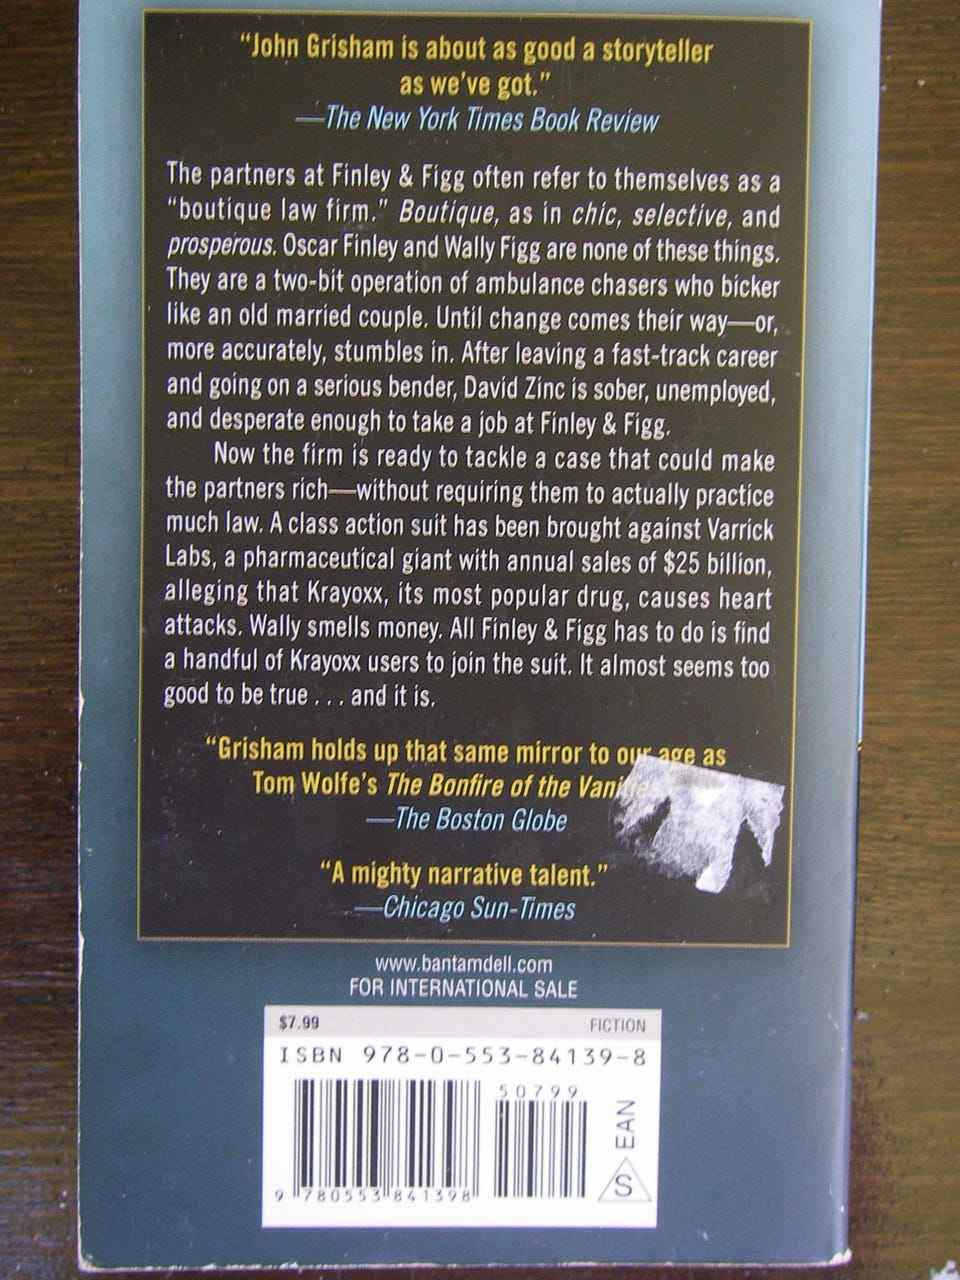 “John Grisham is about as good a storyteller
as we’ve got.”
—The New York Times Book Review
The partners at Finley & Figg often refer to themselves as a
“boutique law firm.” Boutique, as in chic, selective, and
prosperous. Oscar Finley and Wally Figg are none of these things.
They are a two-bit operation of ambulance chasers who bicker
like an old married couple. Until change comes their way—or,
more accurately, stumbles in. After leaving a fast-track career
and going on a serious bender, David Zinc is sober, unemployed,
and desperate enough to take a job at Finley & Figg.
Now the firm is ready to tackle a case that could make
the partners rich—without requiring them to actually practice
much law. A class action suit has been brought against Varrick
Labs, a pharmaceutical giant with annual sales of $25 billion,
alleging that Krayoxx, its most popular drug, causes heart
attacks. Wally smells money. All Finley & Figg has to do is find
a handful of Krayoxx users to join the suit. It almost seems too
good to be true . . . and it is.
“Grisham holds up that same mirror to our age as
Tom Wolfe’s The Bonfire of the
—The Boston Globe
“A mighty narrative talent.”
—Chicago Sun-Times
www.bantamdell.com
FOR INTERNATIONAL SALE
$7.99 FICTION
ISBN 978-0-553-84139-8
50799
EAN
S
9 780553 841398